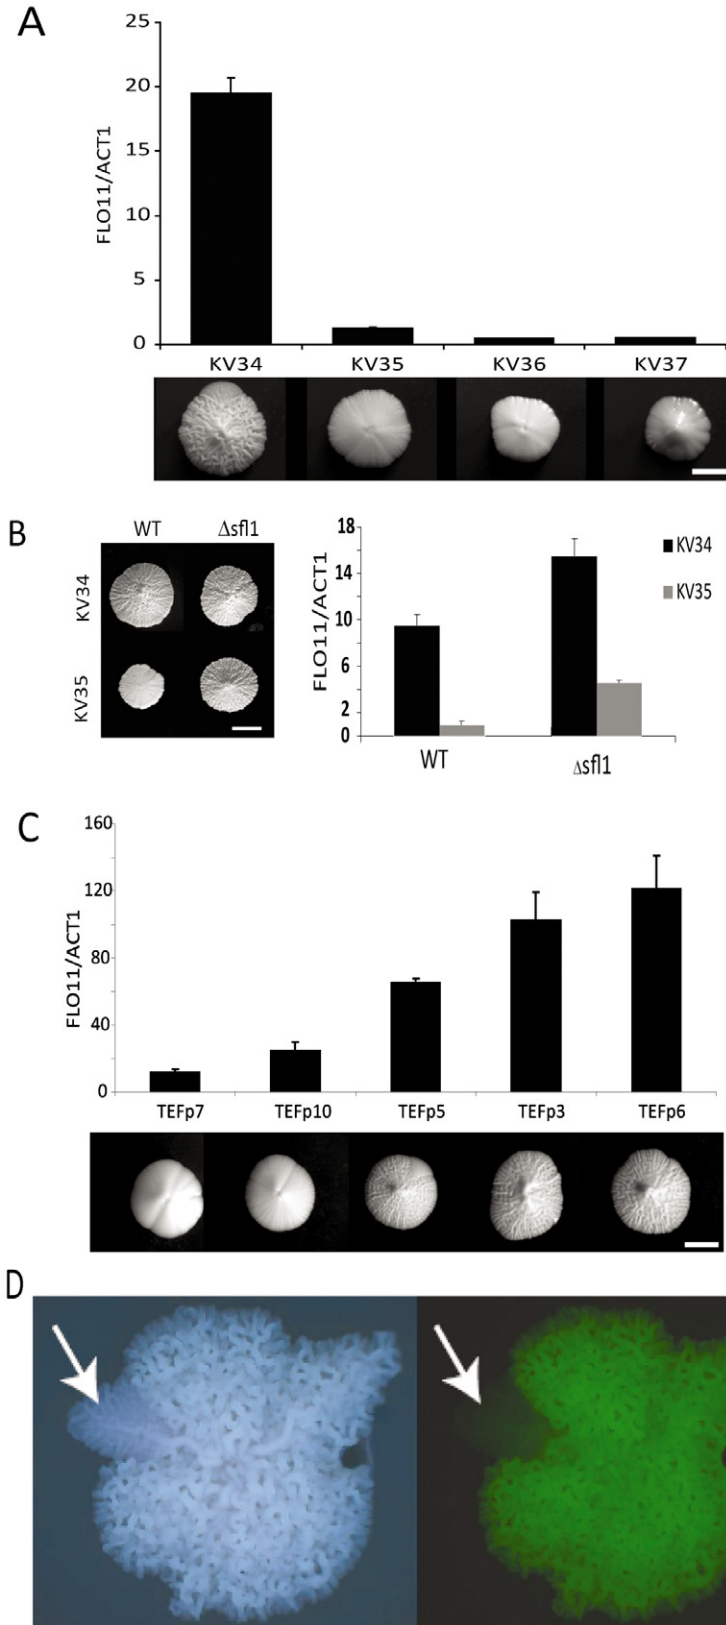 A
FLO11/ACT1
25
20
15
10
5
0
KV34 KV35 KV36 KV37
B
WT Δsfl1
KV34
KV35
FLO11/ACT1
18
14
10
6
2
0
WT Δsfl1
KV34
KV35
C
FLO11/ACT1
160
120
80
40
0
TEFp7 TEFp10 TEFp5 TEFp3 TEFp6
D